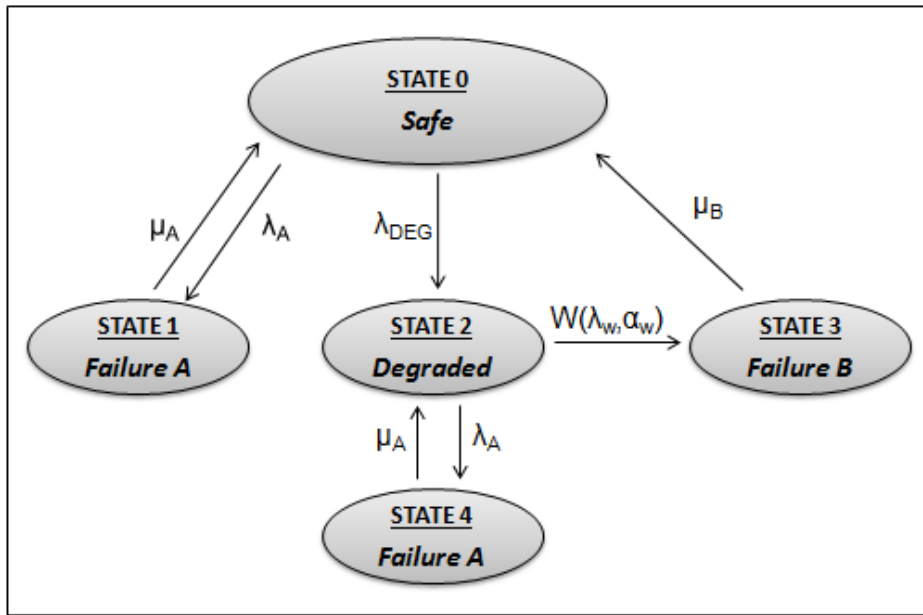 STATE 0
Safe
μA
λA
λDEG
μB
STATE 1
Failure A
STATE 2
Degraded
W(λw,αw)
STATE 3
Failure B
μA
λA
STATE 4
Failure A